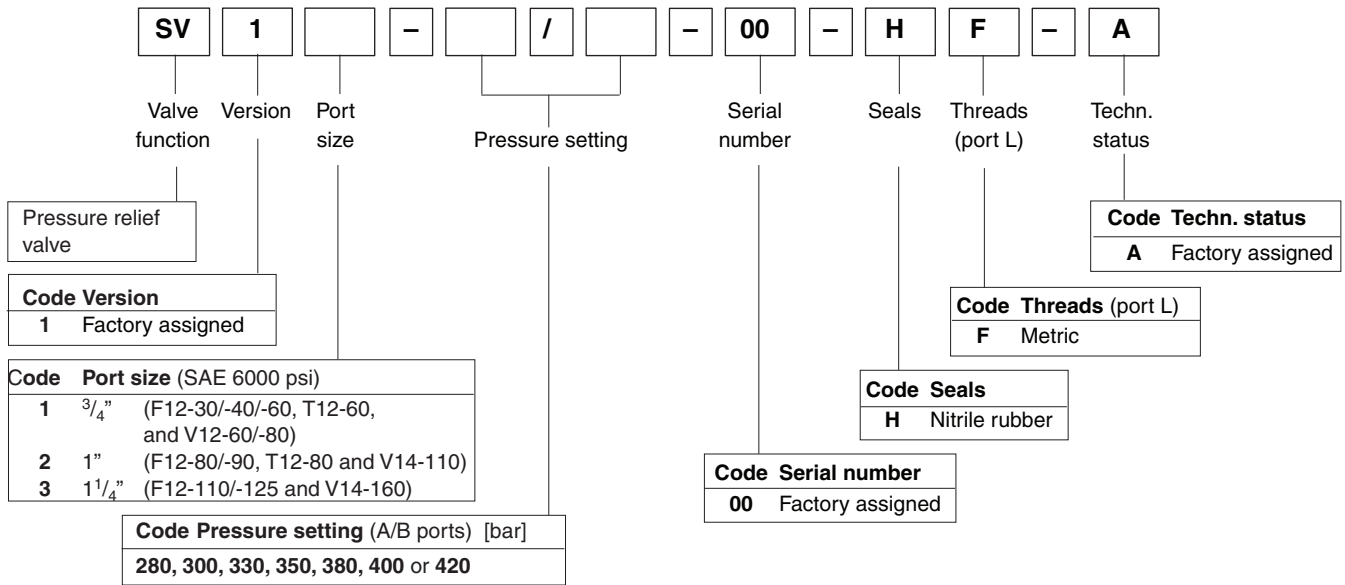 SV 1 – / – 00 – H F – A
Valve function
Version
Port size
Pressure setting
Serial number
Seals
Threads (port L)
Techn. status
Pressure relief
valve
Code Version
1 Factory assigned
Code Port size (SAE 6000 psi)
1 3/4” (F12-30/-40/-60, T12-60,
and V12-60/-80)
2 1” (F12-80/-90, T12-80 and V14-110)
3 1 1/4” (F12-110/-125 and V14-160)
Code Pressure setting (A/B ports) [bar]
280, 300, 330, 350, 380, 400 or 420
Code Serial number
00 Factory assigned
Code Seals
H Nitrile rubber
Code Threads (port L)
F Metric
Code Techn. status
A Factory assigned